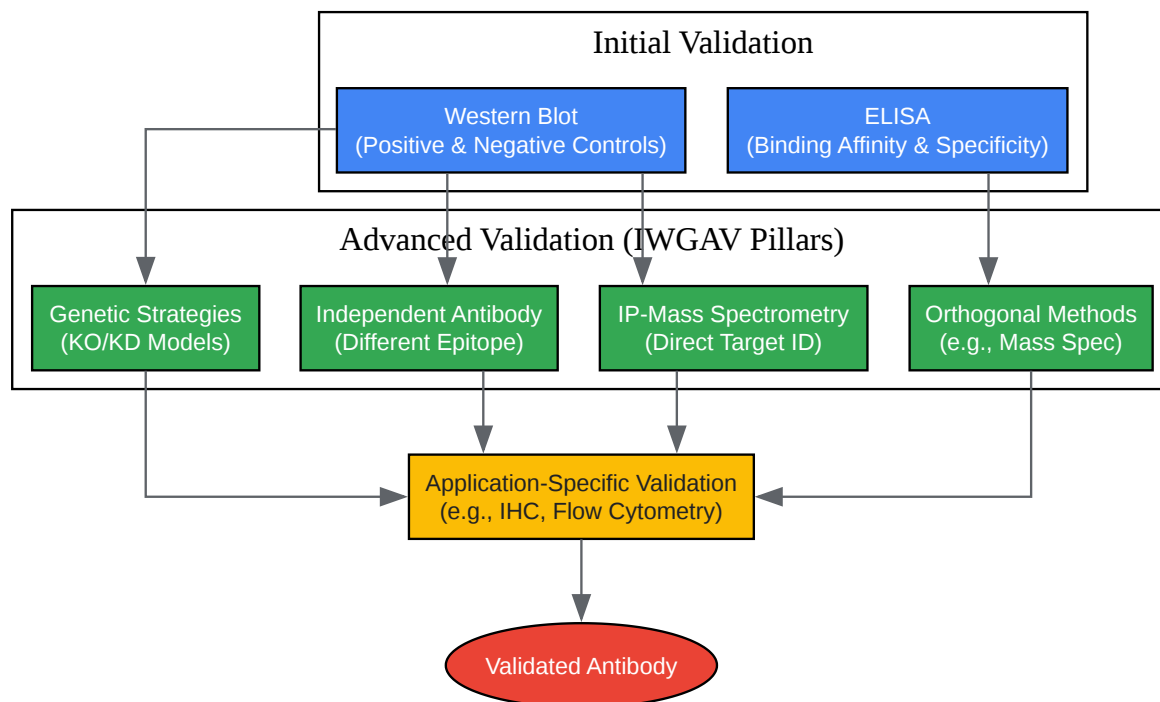 Initial Validation
Western Blot
(Positive & Negative Controls)
ELISA
(Binding Affinity & Specificity)
Advanced Validation (IWGAV Pillars)
Genetic Strategies
(KO/KD Models)
Independent Antibody
(Different Epitope)
IP-Mass Spectrometry
(Direct Target ID)
Orthogonal Methods
(e.g., Mass Spec)
Application-Specific Validation
(e.g., IHC, Flow Cytometry)
Validated Antibody